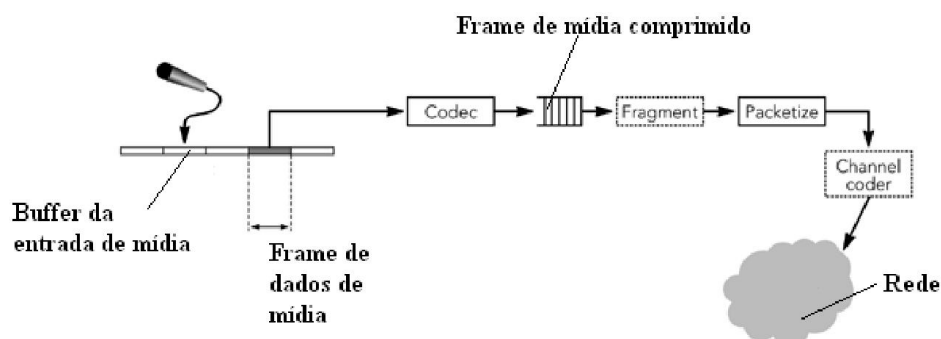 Frame de mídia comprimido
Codec
Fragment
Packetize
Channel
coder
Buffer da
entrada de mídia
Frame de
dados de
mídia
Rede